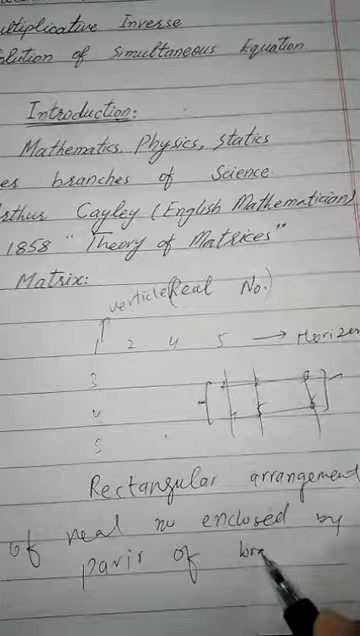 ultiplicative Inverse
olution of Simultaneous Equation
Introduction:
Mathematics Physics, Statics
es branches of Science
rthur Cayley (English Mathematician)
1858 "Theory of Matrices"
Matrix:
verticle (Real No.)
1 2 4 5 → Horizon
3
4
5
Rectangular arrangement
of real no enclosed by
pavir of bra